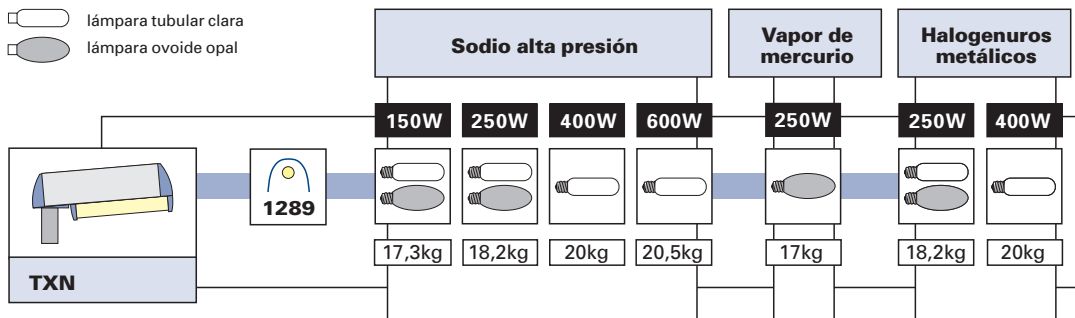 lámpara tubular clara
lámpara ovoide opal
Sodio alta presión
Vapor de
mercurio
Halogenuros
metálicos
150W 250W 400W 600W 250W 250W 400W
1289
17,3kg 18,2kg 20kg 20,5kg 17kg 18,2kg 20kg
TXN